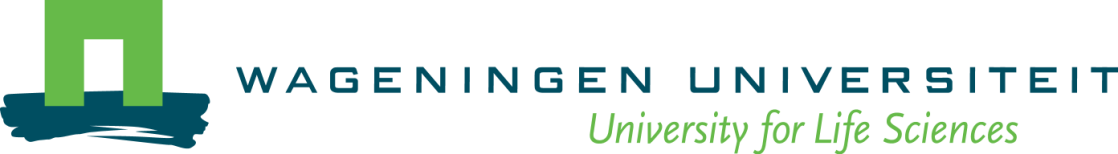 WAGENINGEN UNIVERSITEIT
University for Life Sciences